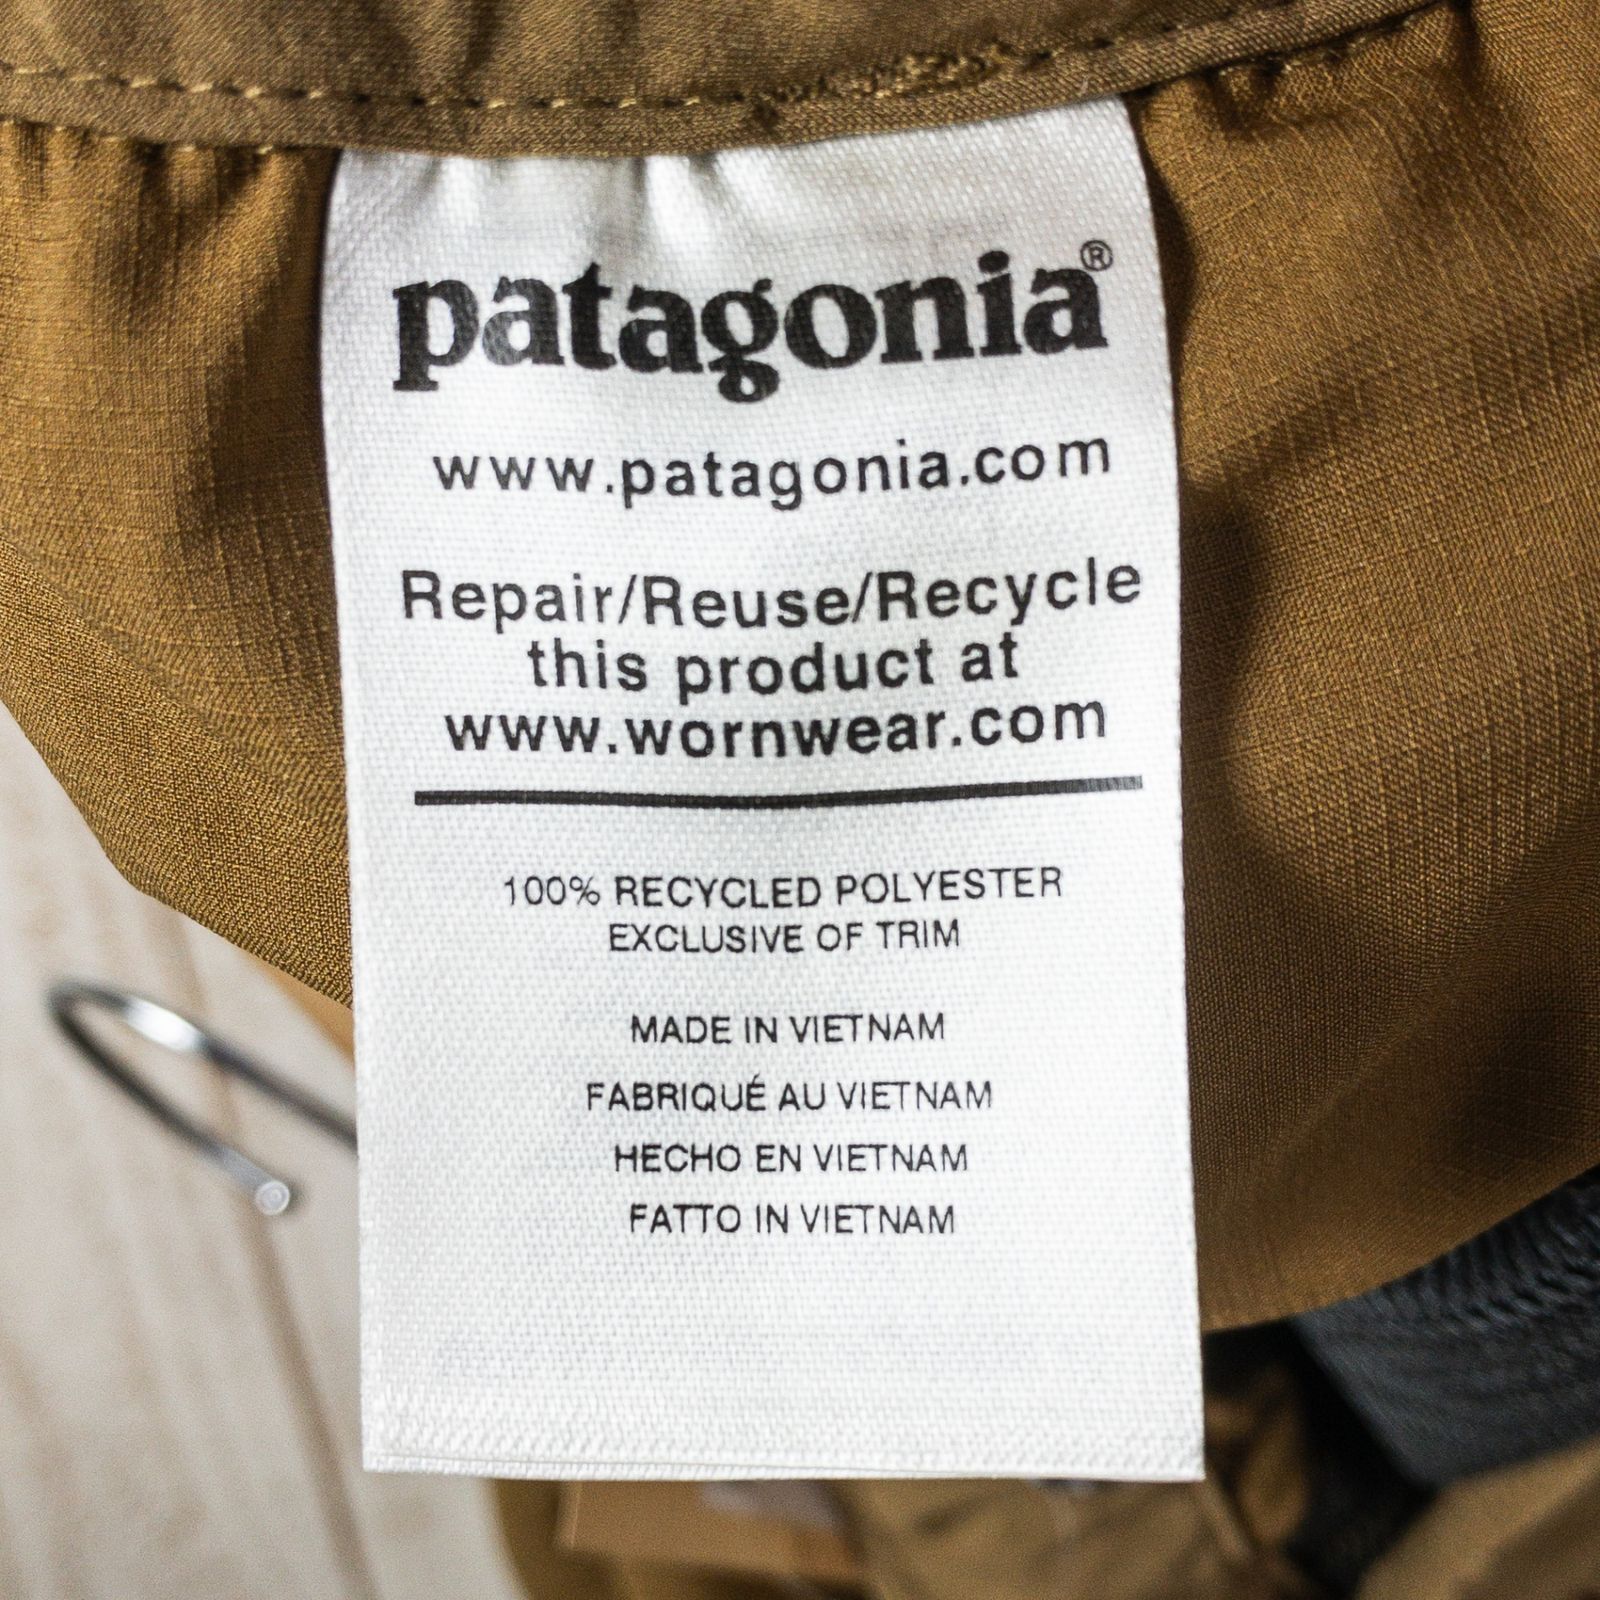 patagonia®
www.patagonia.com
Repair/Reuse/Recycle
this product at
www.wornwear.com
100% RECYCLED POLYESTER
EXCLUSIVE OF TRIM
MADE IN VIETNAM
FABRIQUÉ AU VIETNAM
HECHO EN VIETNAM
FATTO IN VIETNAM